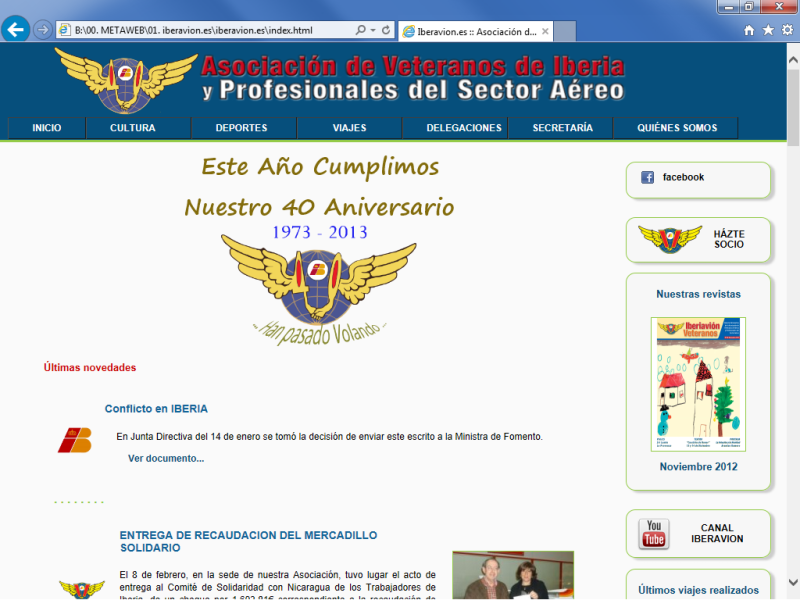 B:\00. METAWEB\01. iberavion.es\iberavion.es\index.html
Iberavion.es :: Asociación d...
Asociación de Veteranos de Iberia
y Profesionales del Sector Aéreo
INICIO CULTURA DEPORTES VIAJES DELEGACIONES SECRETARÍA QUIÉNES SOMOS
Este Año Cumplimos
Nuestro 40 Aniversario
1973 - 2013
Han pasado Volando
facebook
HÁZTE
SOCIO
Nuestras revistas
Iberiavión
Veteranos
Noviembre 2012
Últimas novedades
Conflicto en IBERIA
En Junta Directiva del 14 de enero se tomó la decisión de enviar este escrito a la Ministra de Fomento.
Ver documento...
ENTREGA DE RECAUDACION DEL MERCADILLO
SOLIDARIO
El 8 de febrero, en la sede de nuestra Asociación, tuvo lugar el acto de
entrega al Comité de Solidaridad con Nicaragua de los Trabajadores de
You
Tube
CANAL
IBERAVION
Últimos viajes realizados